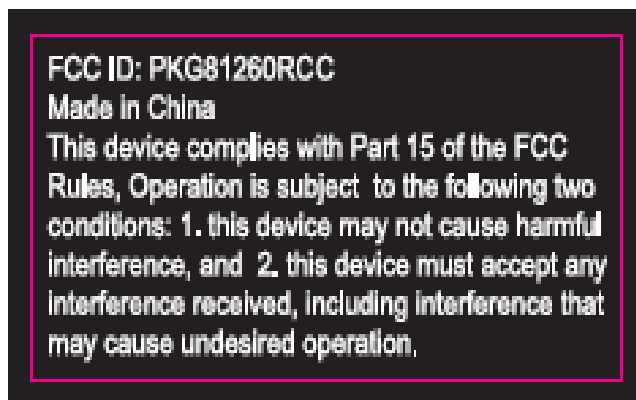 FCC ID: PKG81260RCC
Made in China
This device complies with Part 15 of the FCC
Rules, Operation is subject to the following two
conditions: 1. this device may not cause harmful
interference, and 2. this device must accept any
interference received, including interference that
may cause undesired operation.